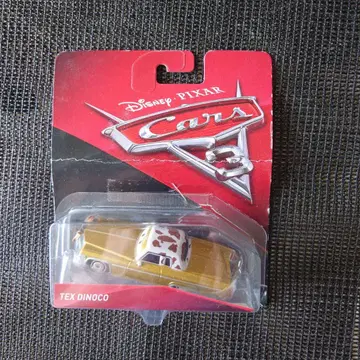 Disney · PIXAR
Cars
3
TEX DINOCO